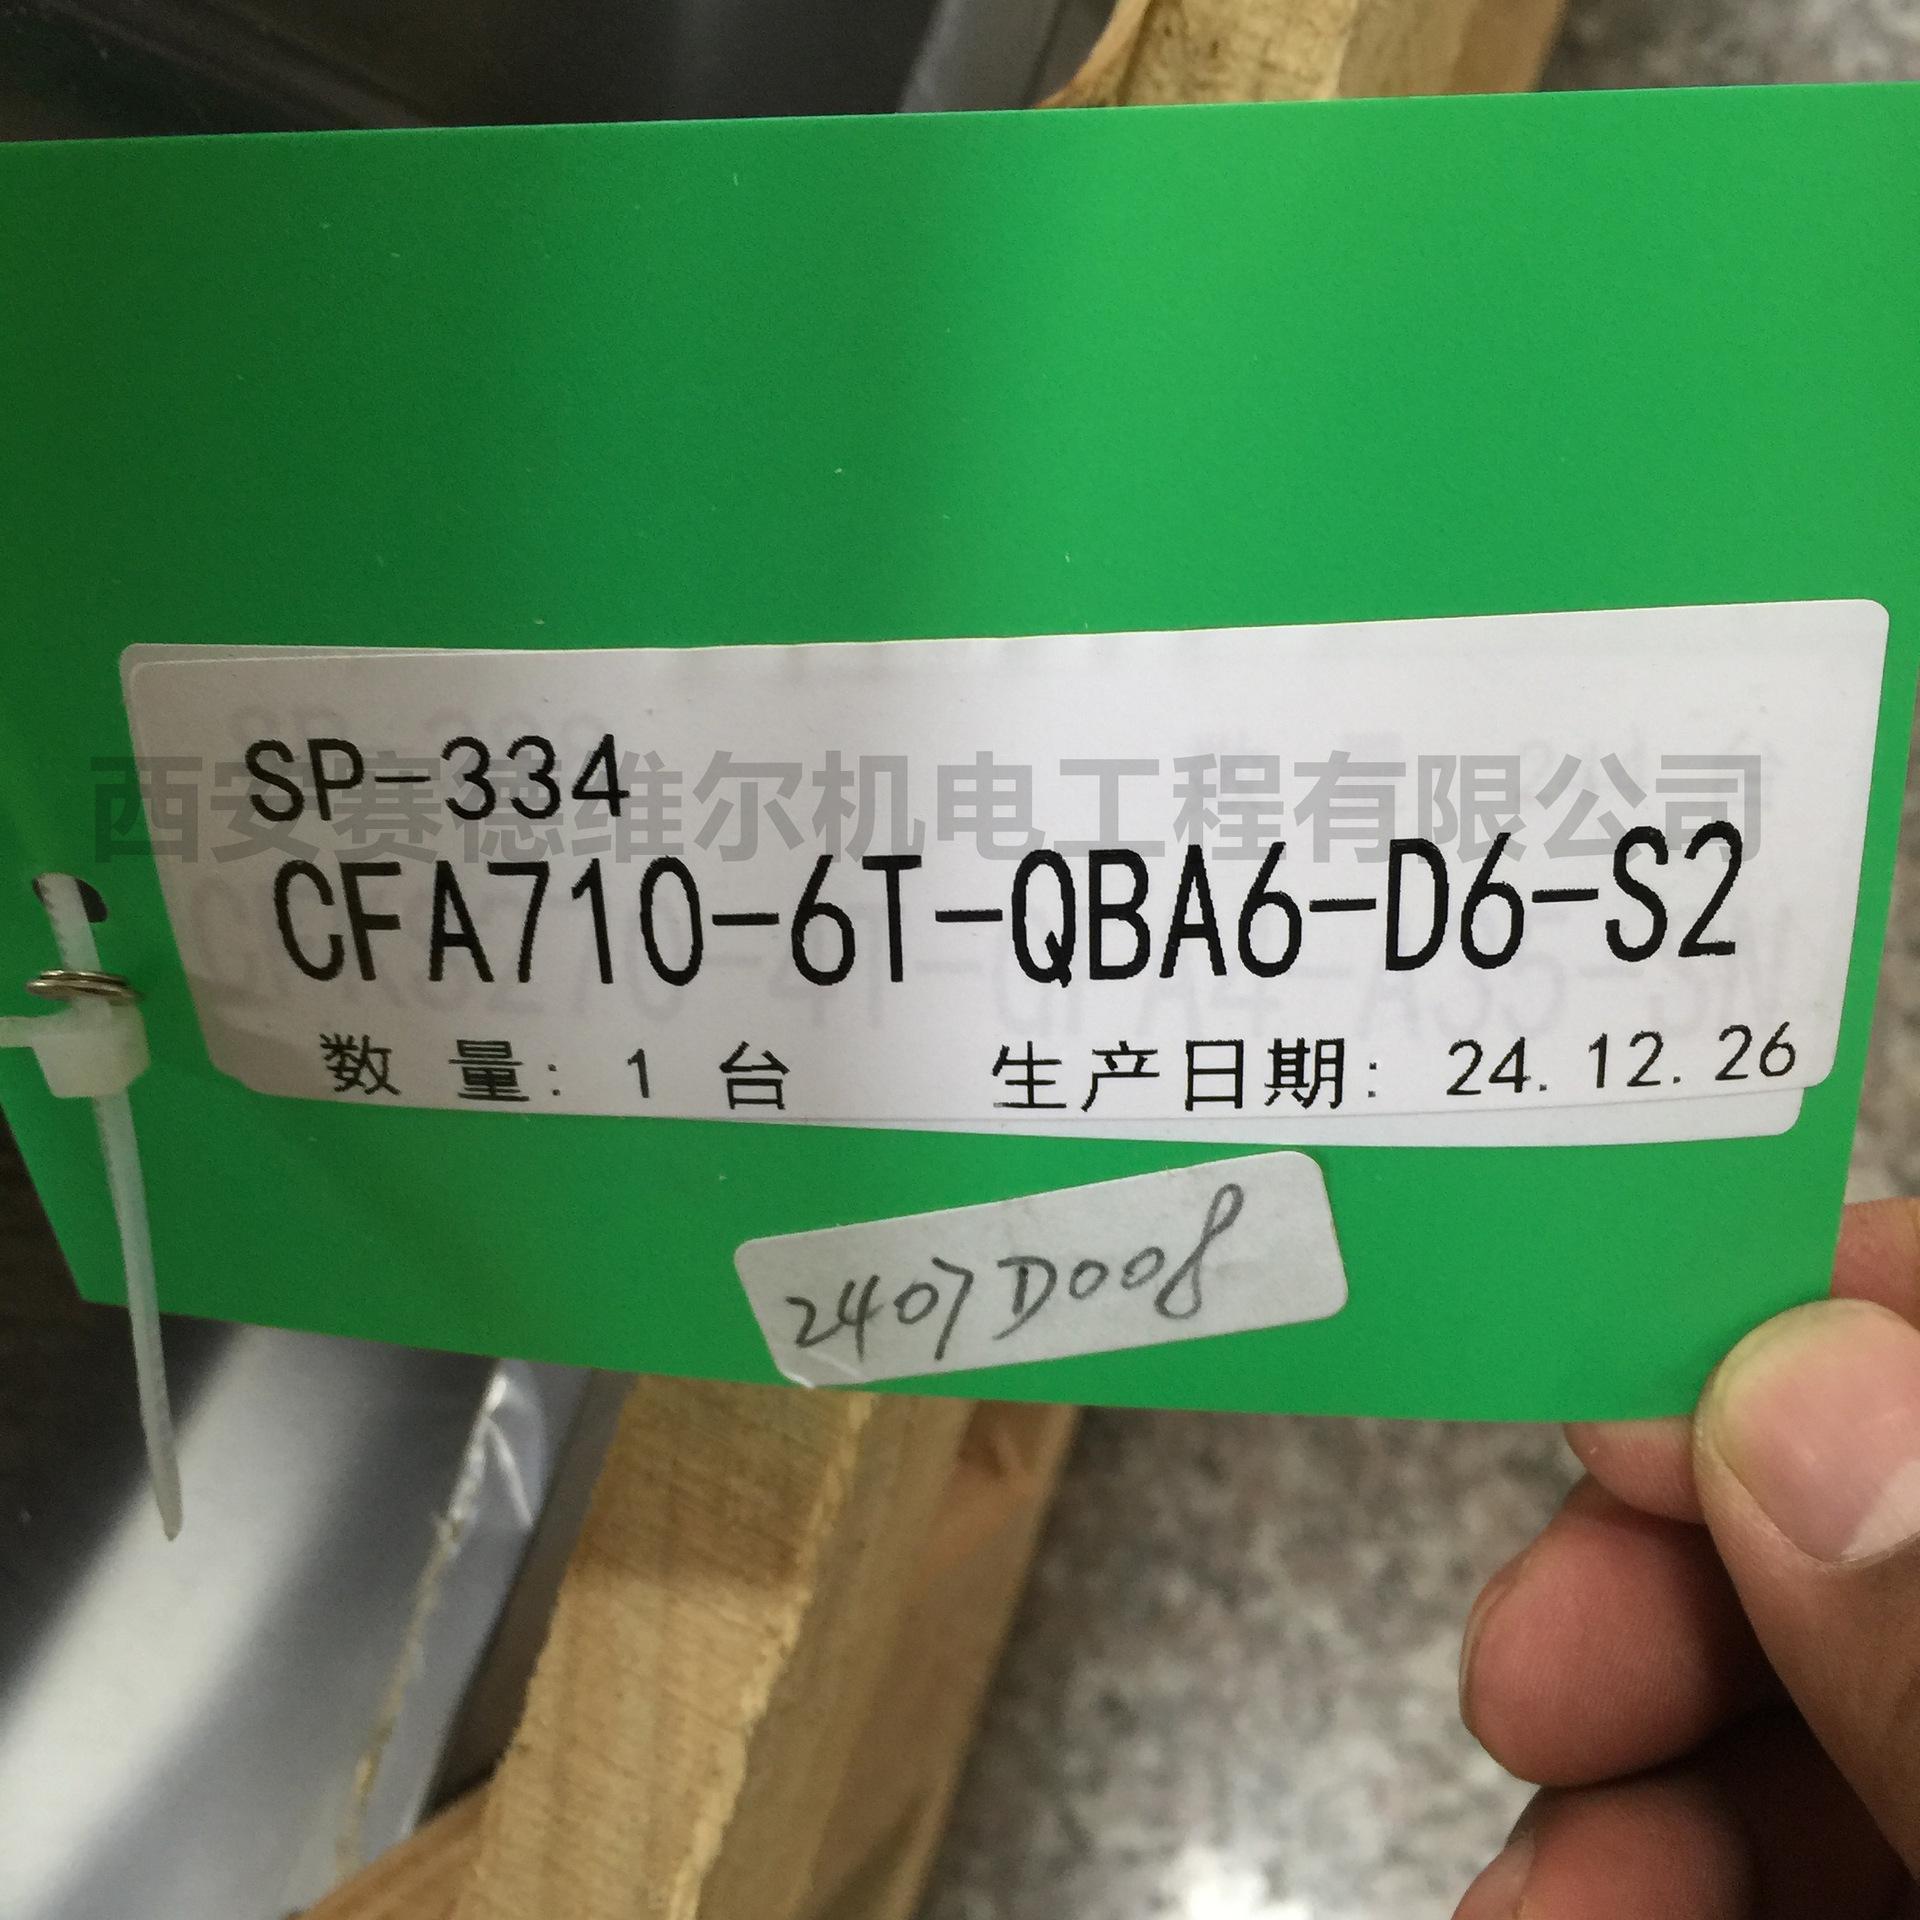 SP-334
西安赛德维尔机电工程有限公司
CFA710-6T-QBA6-D6-S2
数 量: 1 台 生产日期: 24.12.26
2407D008